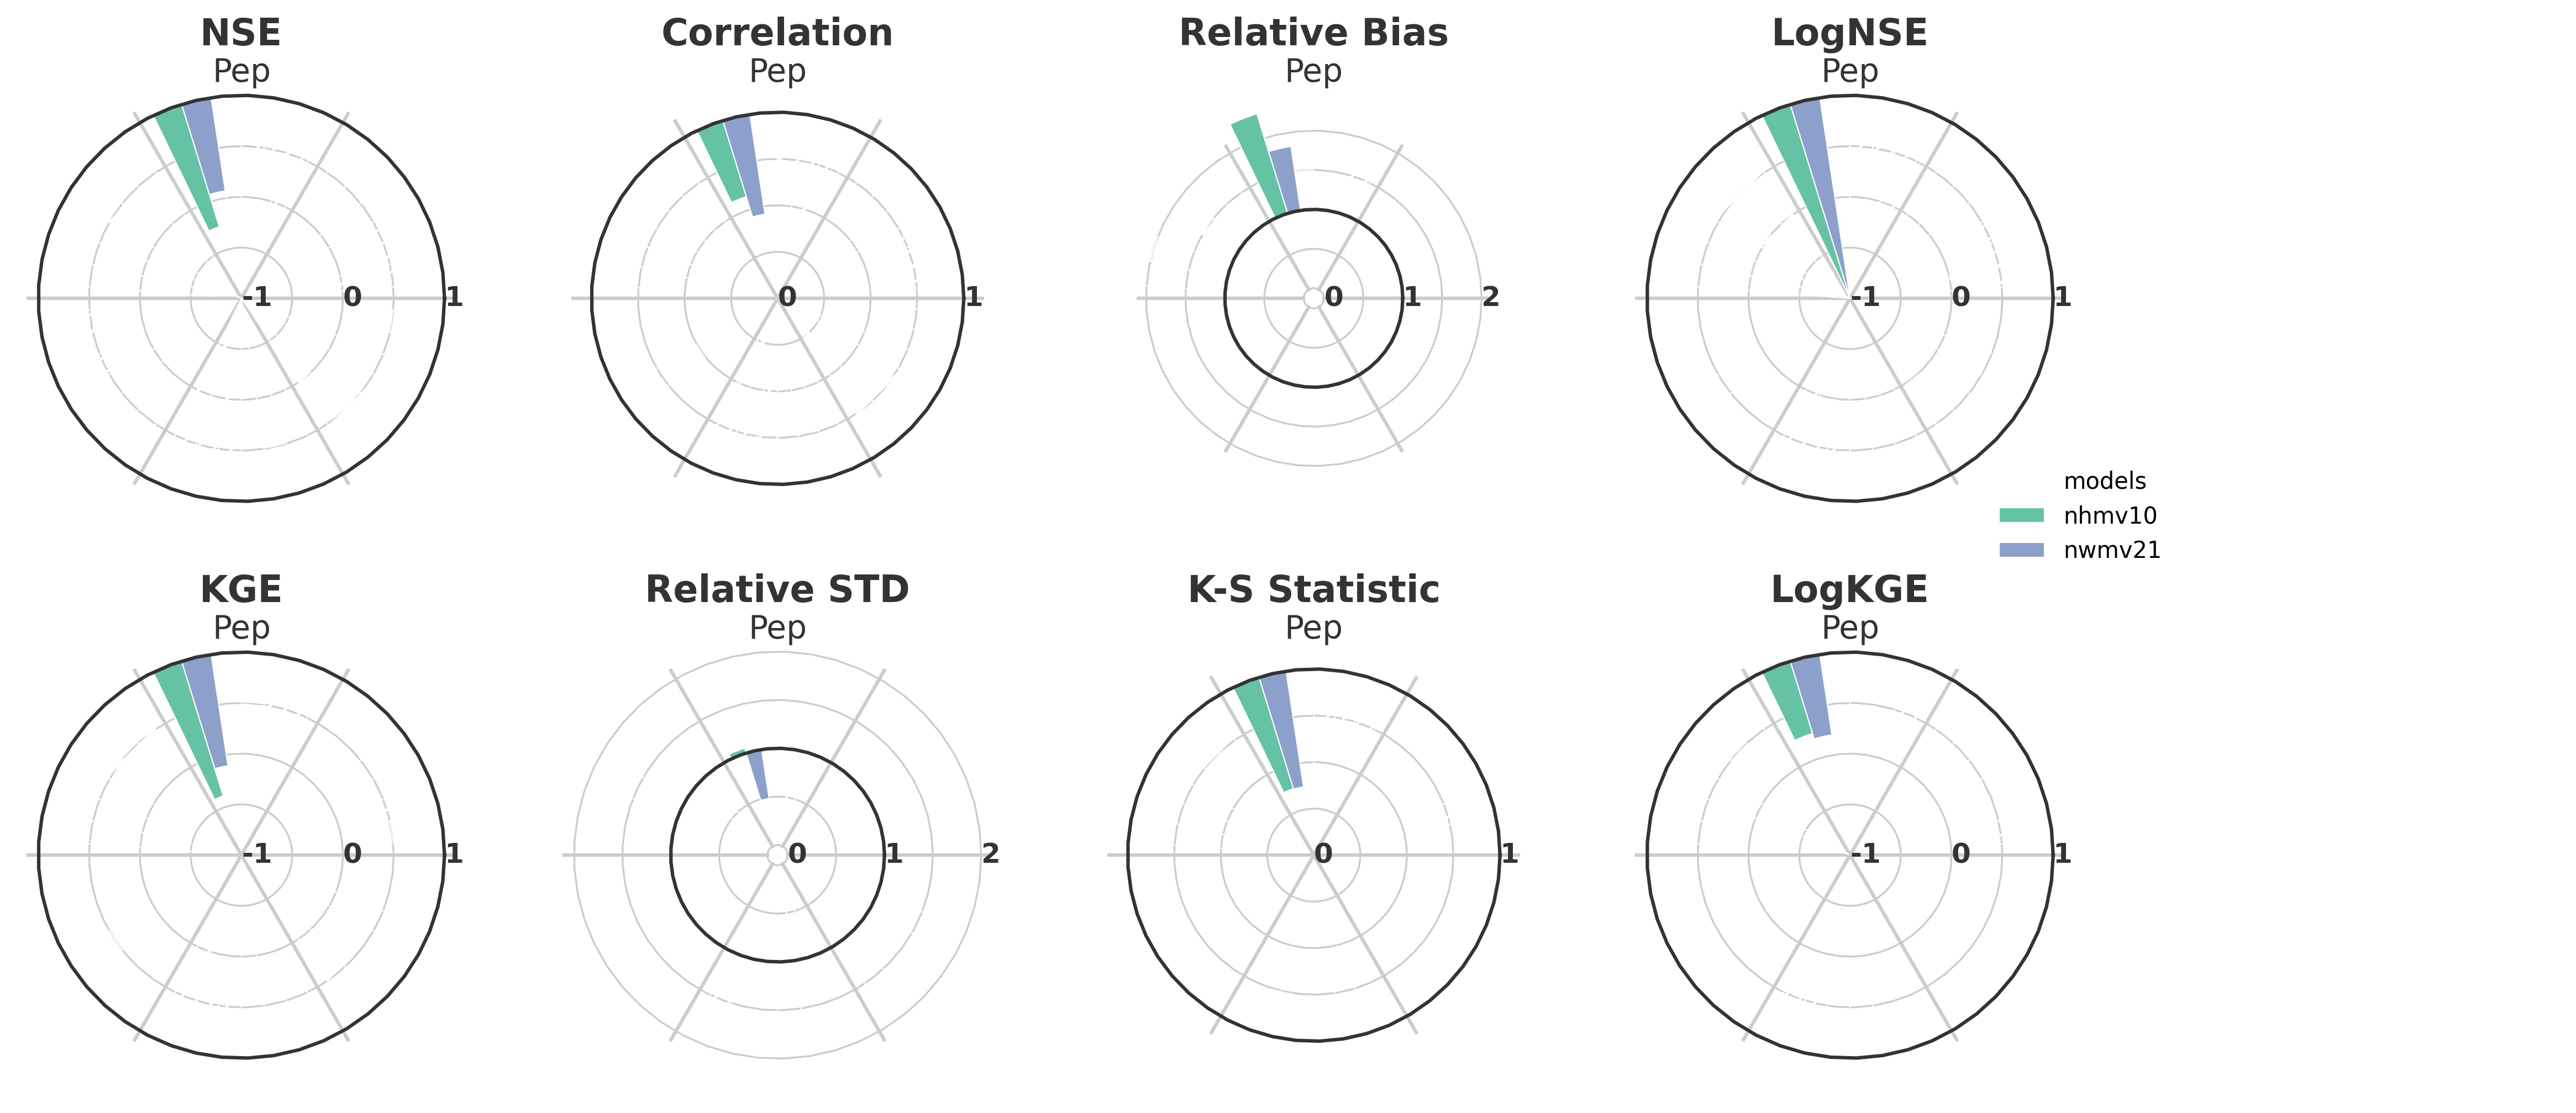 NSE
Pep
-1 0 1
Correlation
Pep
0 1
Relative Bias
Pep
0 1 2
LogNSE
Pep
-1 0 1
models
nhmv10
nwmv21
KGE
Pep
-1 0 1
Relative STD
Pep
0 1 2
K-S Statistic
Pep
0 1
LogKGE
Pep
-1 0 1